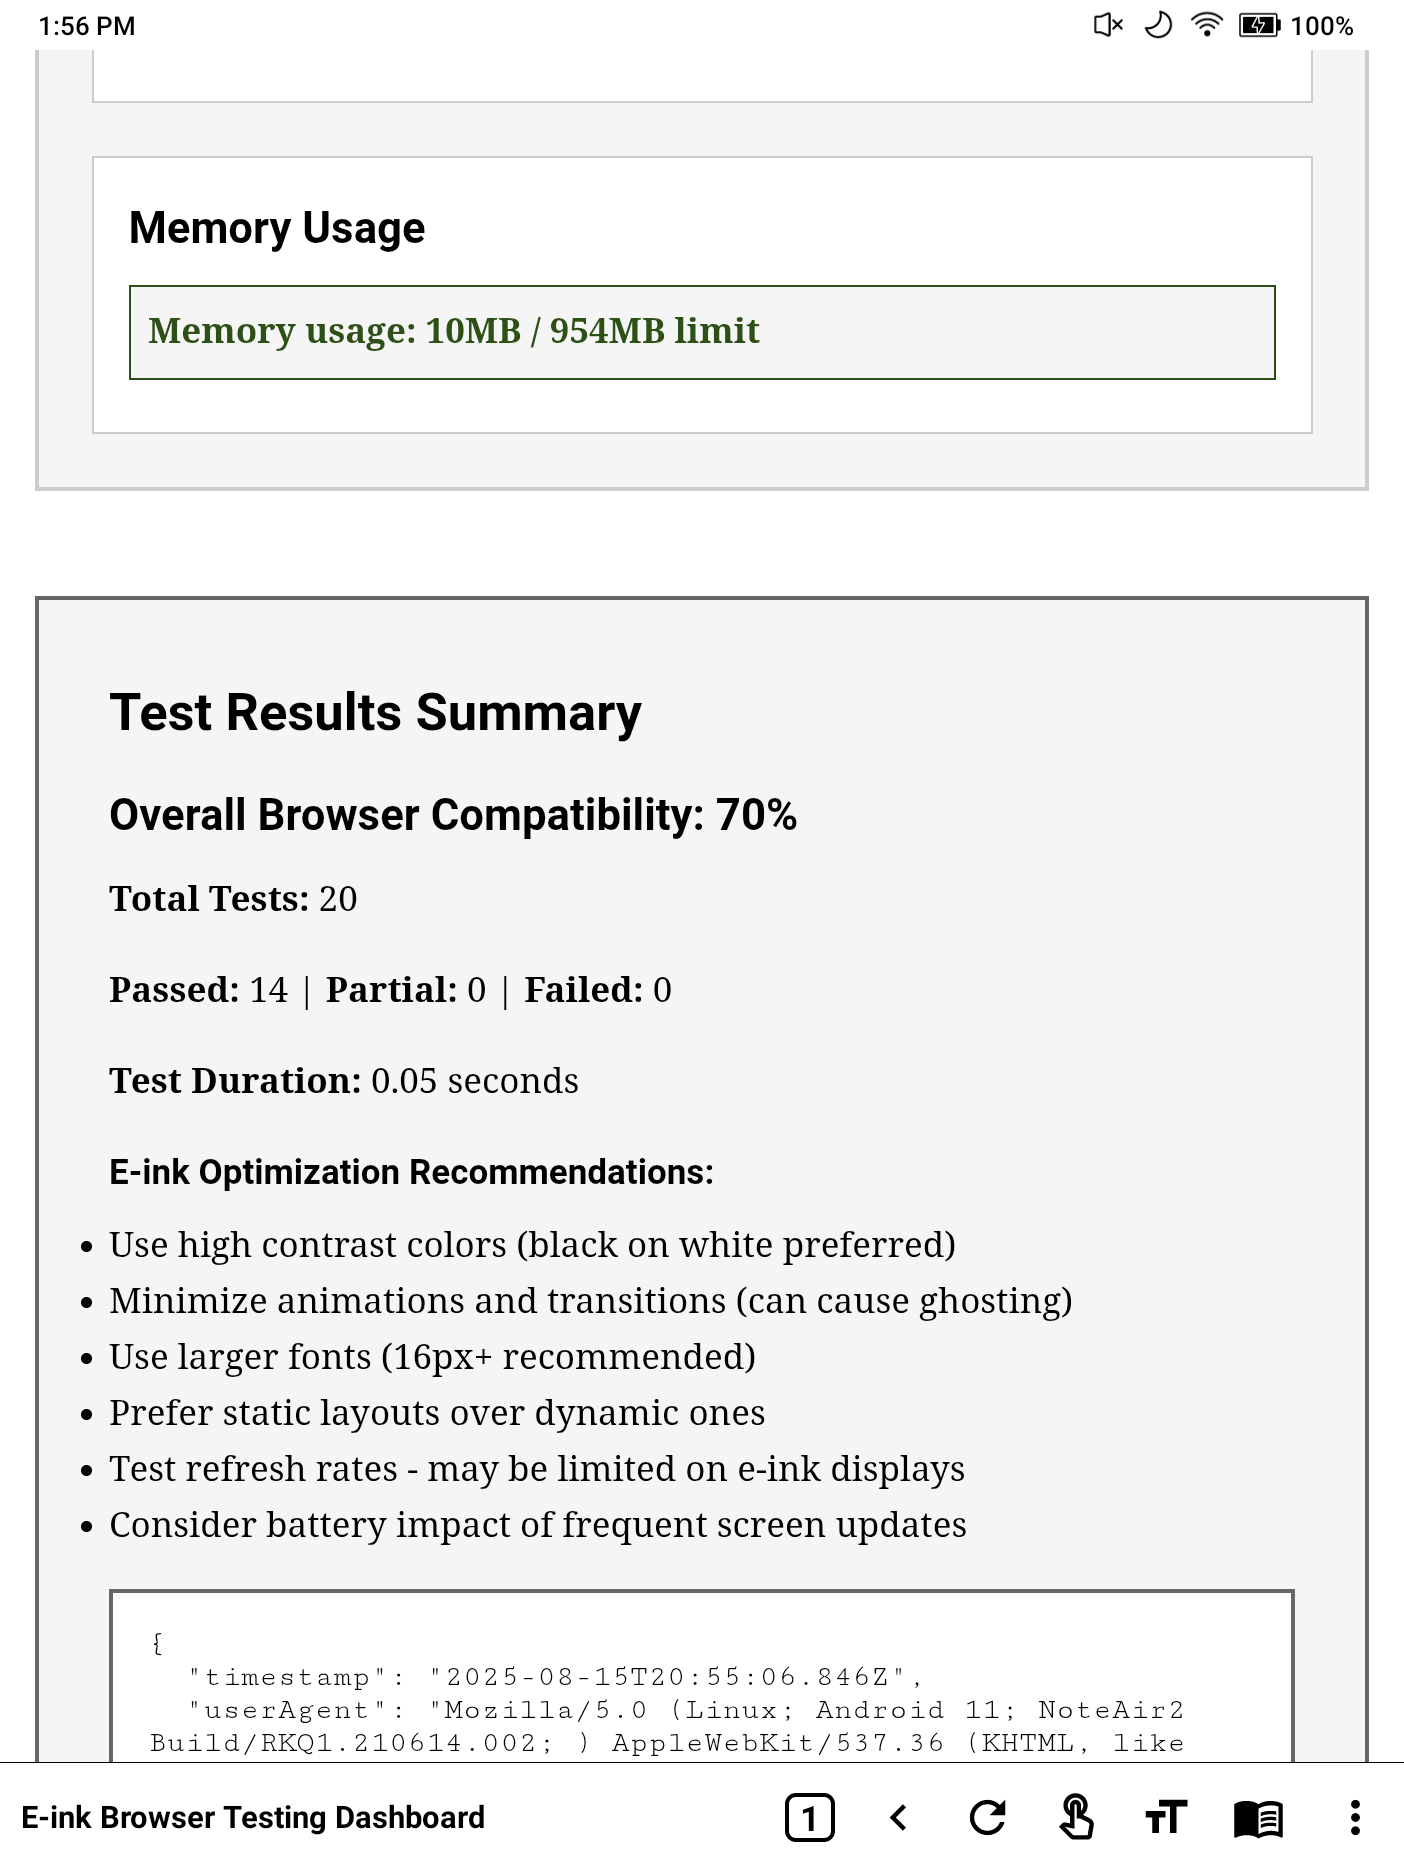 1:56 PM
100%
Memory Usage
Memory usage: 10MB / 954MB limit
Test Results Summary
Overall Browser Compatibility: 70%
Total Tests: 20
Passed: 14 | Partial: 0 | Failed: 0
Test Duration: 0.05 seconds
E-ink Optimization Recommendations:
• Use high contrast colors (black on white preferred)
• Minimize animations and transitions (can cause ghosting)
• Use larger fonts (16px+ recommended)
• Prefer static layouts over dynamic ones
• Test refresh rates - may be limited on e-ink displays
• Consider battery impact of frequent screen updates
{
"timestamp": "2025-08-15T20:55:06.846Z",
"userAgent": "Mozilla/5.0 (Linux; Android 11; NoteAir2
Build/RKQ1.210614.002; ) AppleWebKit/537.36 (KHTML, like
E-ink Browser Testing Dashboard
1